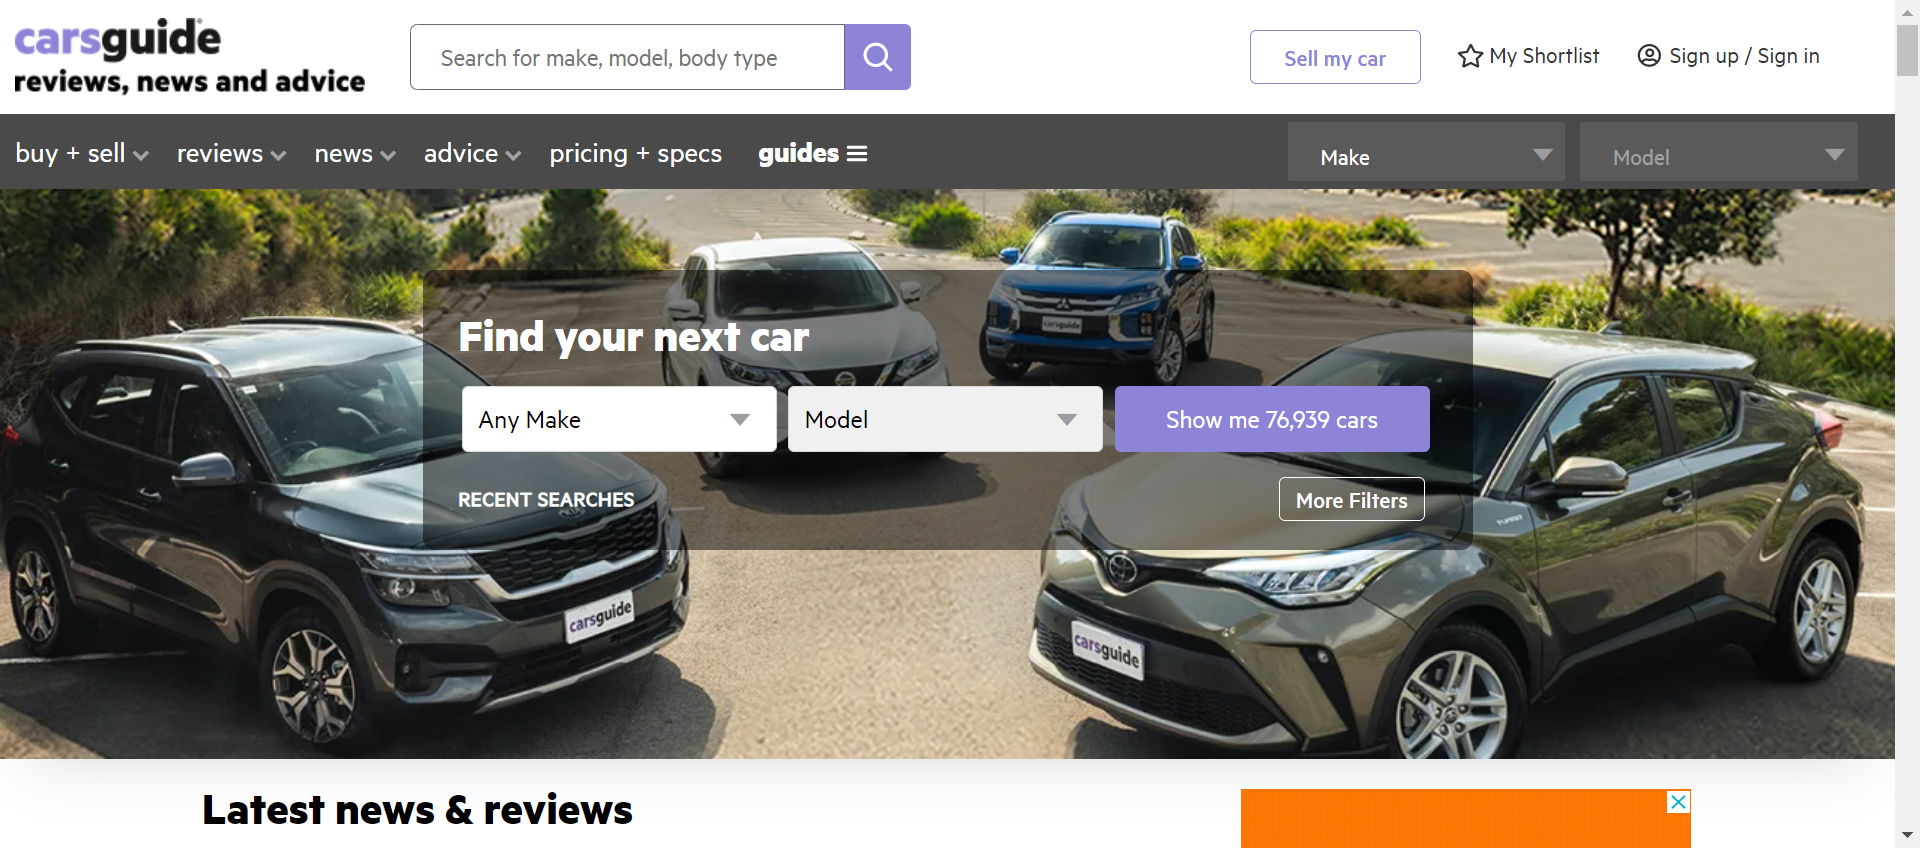 carsguide
reviews, news and advice
Search for make, model, body type
Sell my car
My Shortlist
Sign up / Sign in
buy + sell
reviews
news
advice
pricing + specs
guides
Make
Model
Find your next car
Any Make
Model
Show me 76,939 cars
RECENT SEARCHES
More Filters
carsguide
carsguide
carsguide
Latest news & reviews